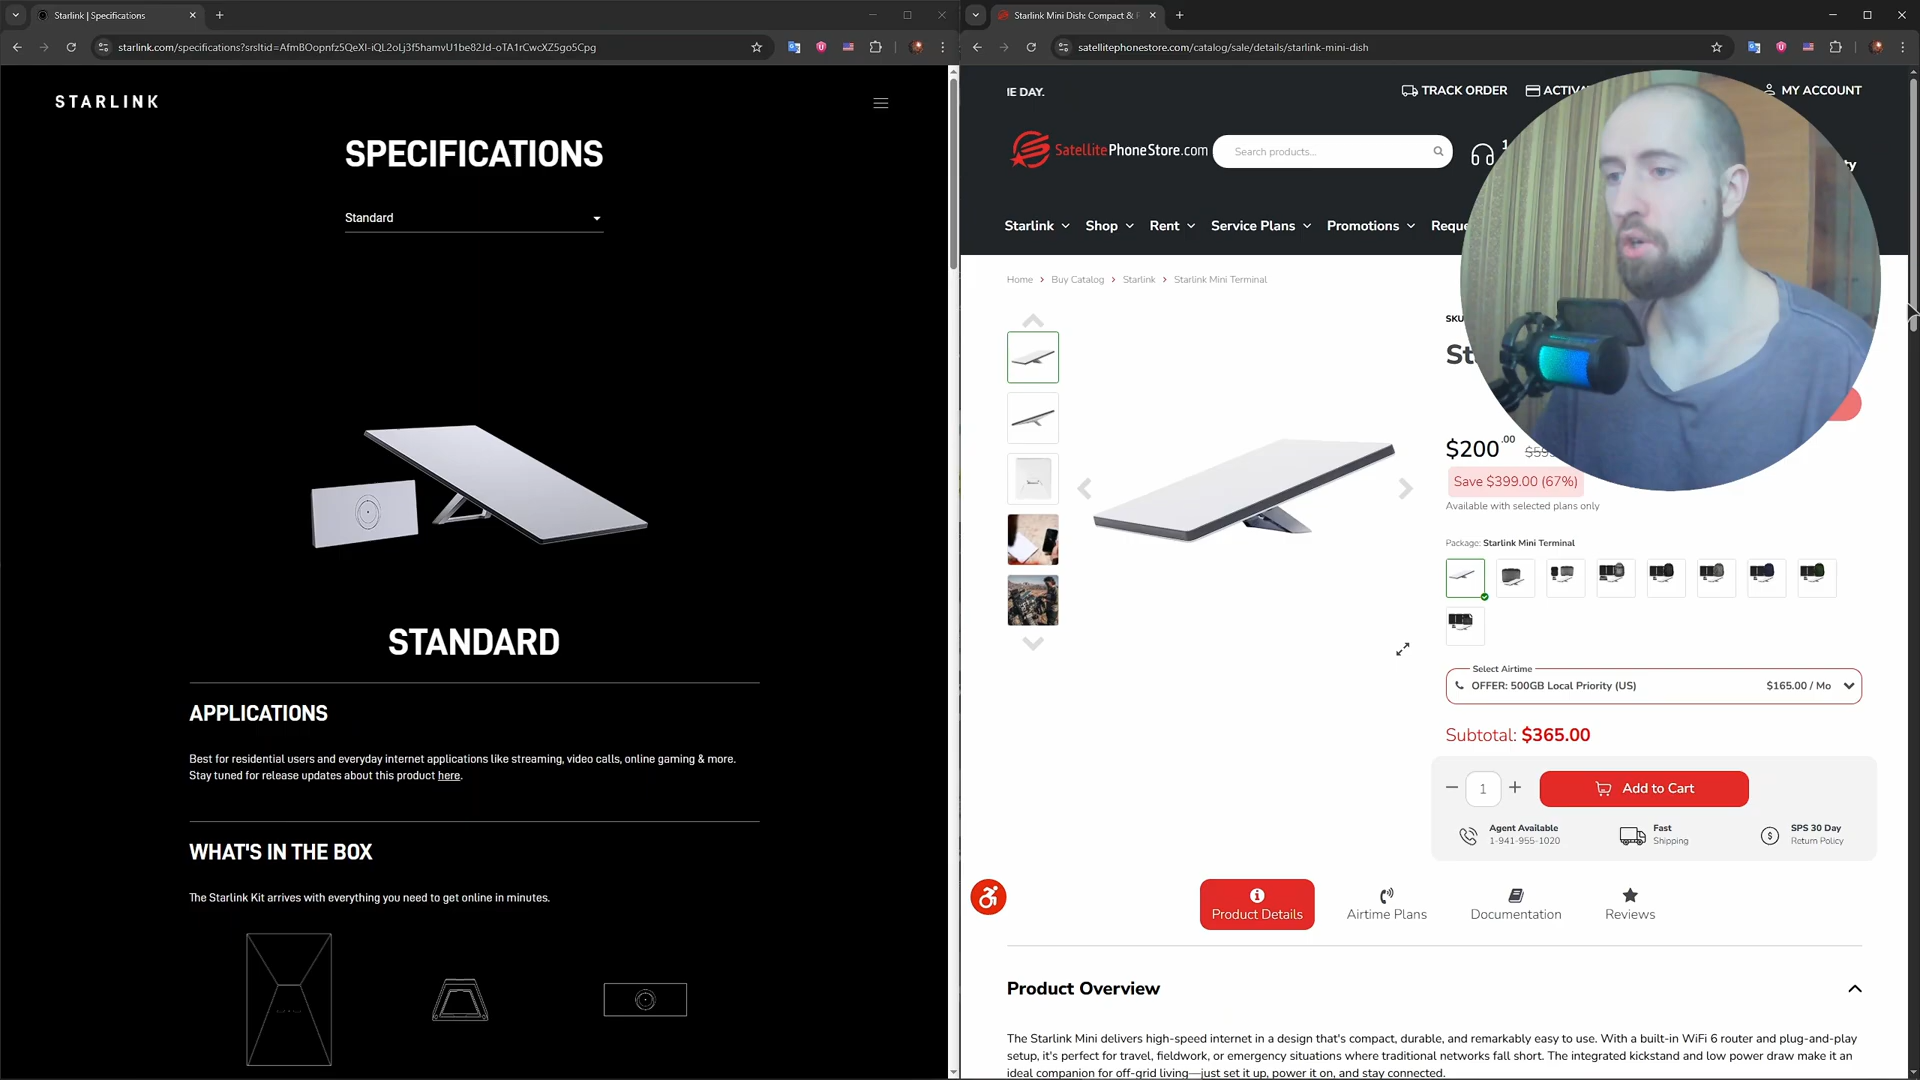 Starlink | Specifications
starlink.com/specifications?srsltid=AfmBOopnfz5QeXl-iQL2oLj3f5hamvU1be82Jd-oTA1rCwcXZ5go5Cpg
STARLINK
SPECIFICATIONS
Standard
STANDARD
APPLICATIONS
Best for residential users and everyday internet applications like streaming, video calls, online gaming & more.
Stay tuned for release updates about this product here.
WHAT'S IN THE BOX
The Starlink Kit arrives with everything you need to get online in minutes.
Starlink Mini Dish: Compact &
satellitephonestore.com/catalog/sale/details/starlink-mini-dish
IE DAY.
TRACK ORDER
MY ACCOUNT
SatellitePhoneStore.com
Search products...
Starlink
Shop
Rent
Service Plans
Promotions
Home > Buy Catalog > Starlink > Starlink Mini Terminal
SKU
$200.00
Save $399.00 (67%)
Available with selected plans only
Package: Starlink Mini Terminal
Select Airtime
OFFER: 500GB Local Priority (US) $165.00 / Mo
Subtotal: $365.00
1
Add to Cart
Agent Available
1-941-955-1020
Fast
Shipping
SPS 30 Day
Return Policy
Product Details
Airtime Plans
Documentation
Reviews
Product Overview
The Starlink Mini delivers high-speed internet in a design that's compact, durable, and remarkably easy to use. With a built-in WiFi 6 router and plug-and-play
setup, it's perfect for travel, fieldwork, or emergency situations where traditional networks fall short. The integrated kickstand and low power draw make it an
ideal companion for off-grid living—just set it up, power it on, and stay connected.